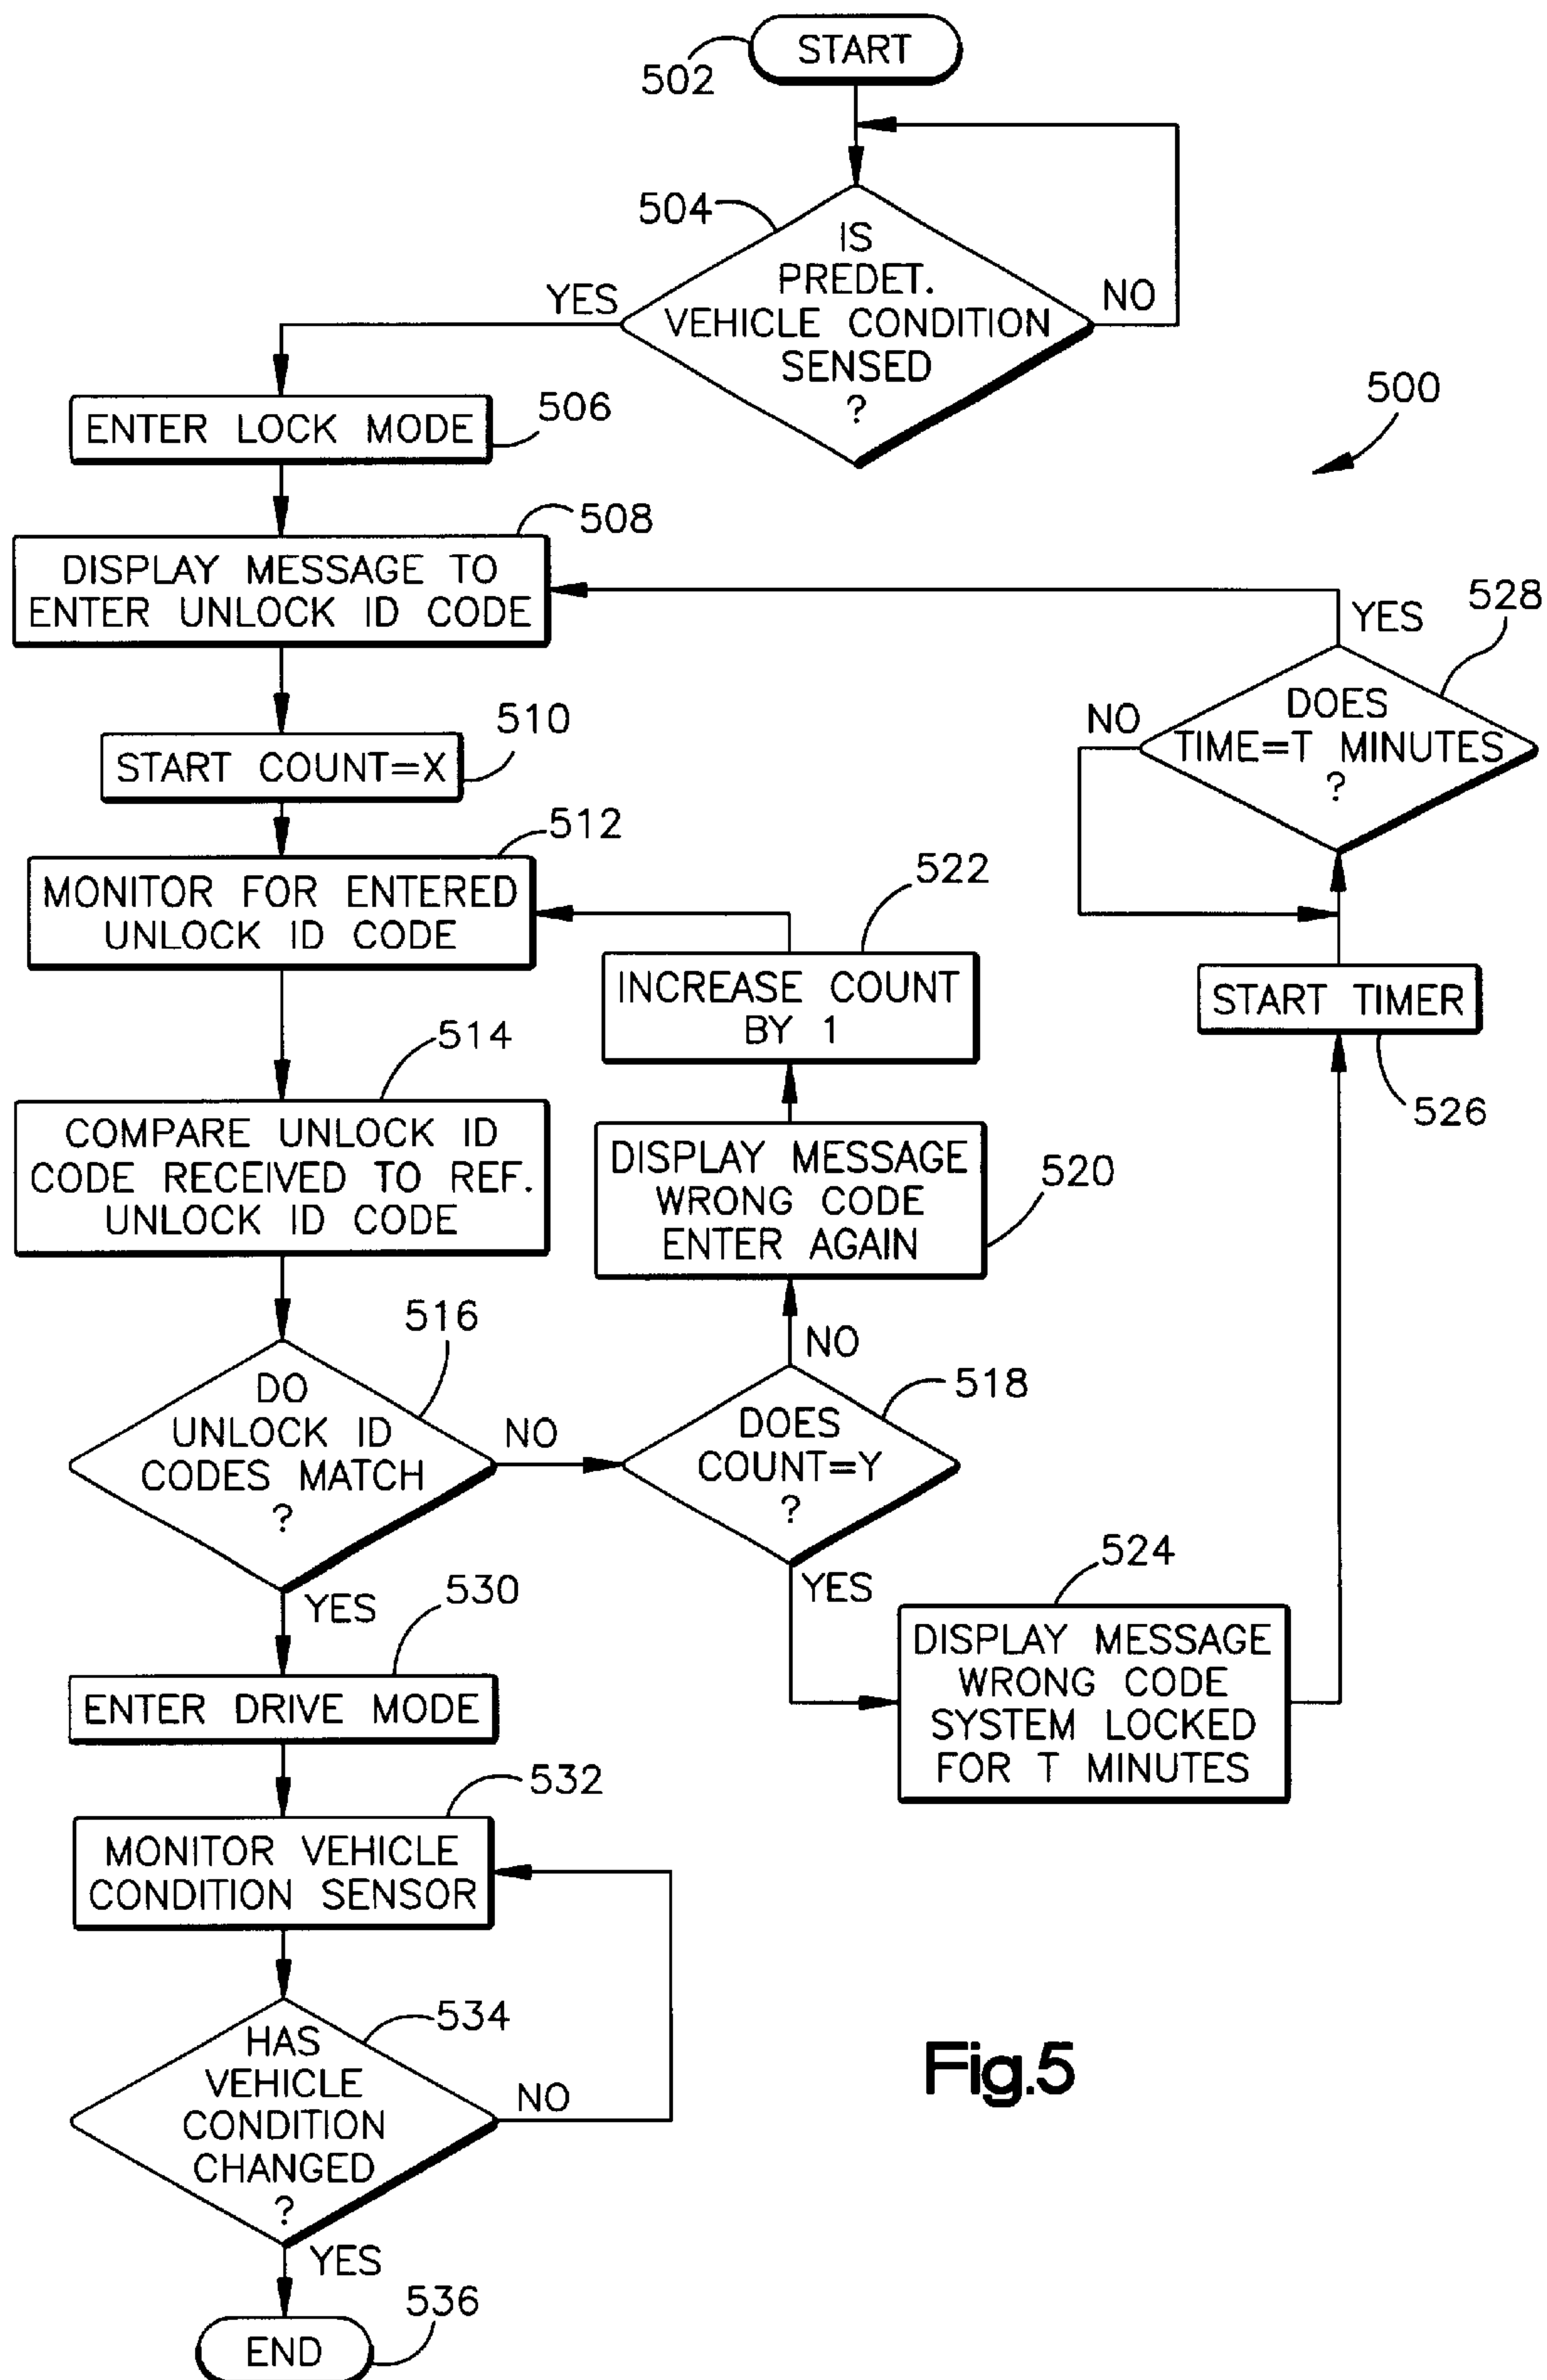 START
502
504
IS
PREDET.
VEHICLE CONDITION
SENSED
?
YES
NO
500
ENTER LOCK MODE
506
508
DISPLAY MESSAGE TO
ENTER UNLOCK ID CODE
START COUNT=X
510
512
MONITOR FOR ENTERED
UNLOCK ID CODE
514
COMPARE UNLOCK ID
CODE RECEIVED TO REF.
UNLOCK ID CODE
516
DO
UNLOCK ID
CODES MATCH
?
NO
YES
518
DOES
COUNT=Y
?
NO
YES
520
DISPLAY MESSAGE
WRONG CODE
ENTER AGAIN
522
INCREASE COUNT
BY 1
524
DISPLAY MESSAGE
WRONG CODE
SYSTEM LOCKED
FOR T MINUTES
START TIMER
526
528
DOES
TIME=T MINUTES
?
NO
YES
530
ENTER DRIVE MODE
532
MONITOR VEHICLE
CONDITION SENSOR
534
HAS
VEHICLE
CONDITION
CHANGED
?
NO
YES
END
536
Fig.5